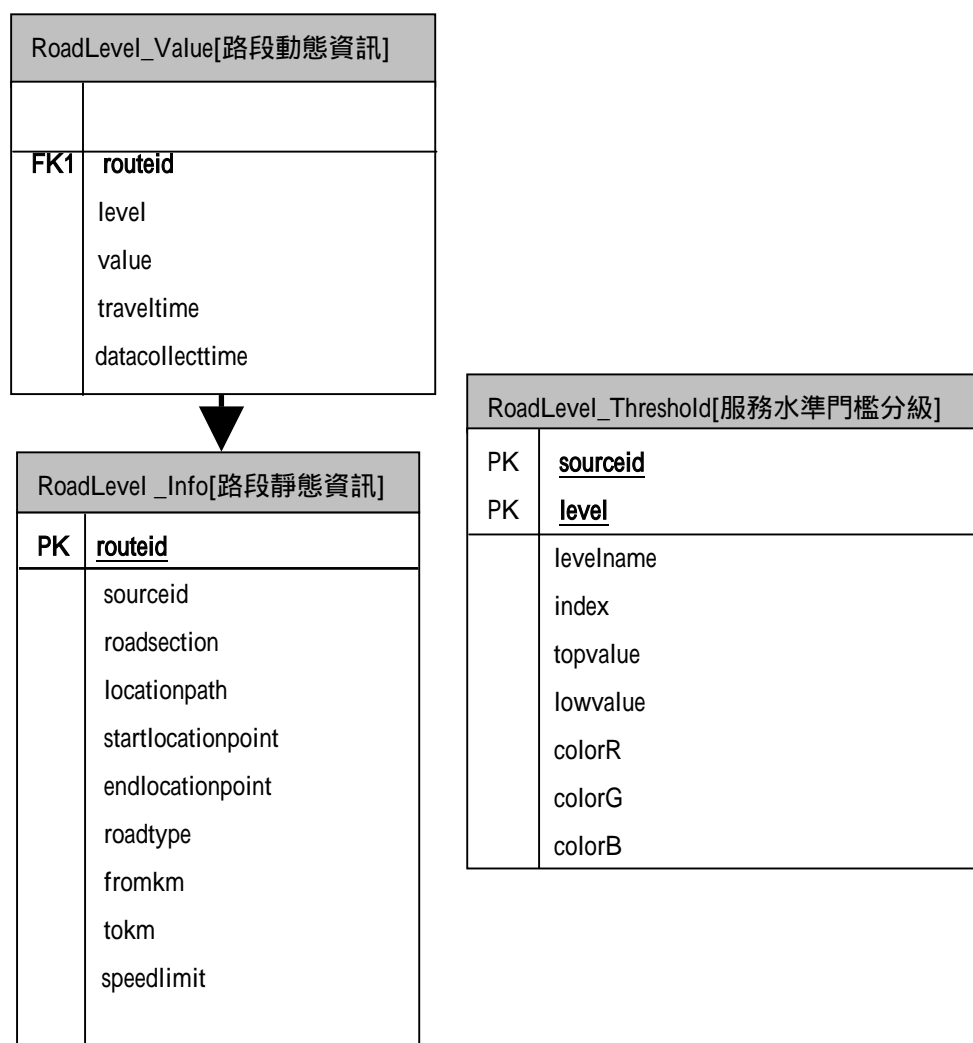 RoadLevel_Value[路段動態資訊]
FK1 routeid
level
value
traveltime
datacollecttime
RoadLevel _Info[路段靜態資訊]
PK routeid
sourceid
roadsection
locationpath
startlocationpoint
endlocationpoint
roadtype
fromkm
tokm
speedlimit
RoadLevel_Threshold[服務水準門檻分級]
PK sourceid
PK level
levelname
index
topvalue
lowvalue
colorR
colorG
colorB